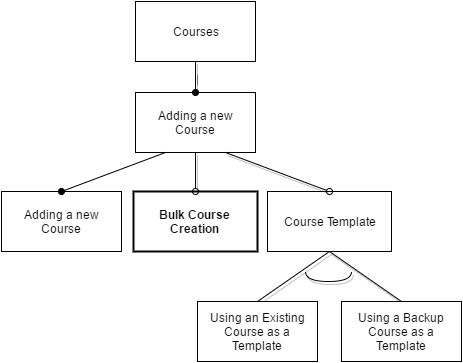 Courses
Adding a new
Course
Adding a new
Course
Bulk Course
Creation
Course Template
Using an Existing
Course as a
Template
Using a Backup
Course as a
Template